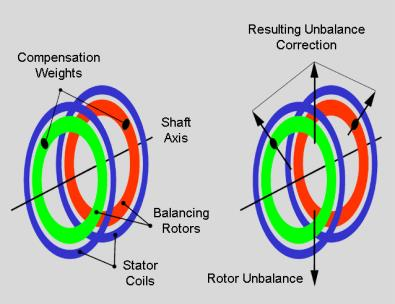 Compensation
Weights
Shaft
Axis
Balancing
Rotors
Stator
Coils
Resulting Unbalance
Correction
Rotor Unbalance